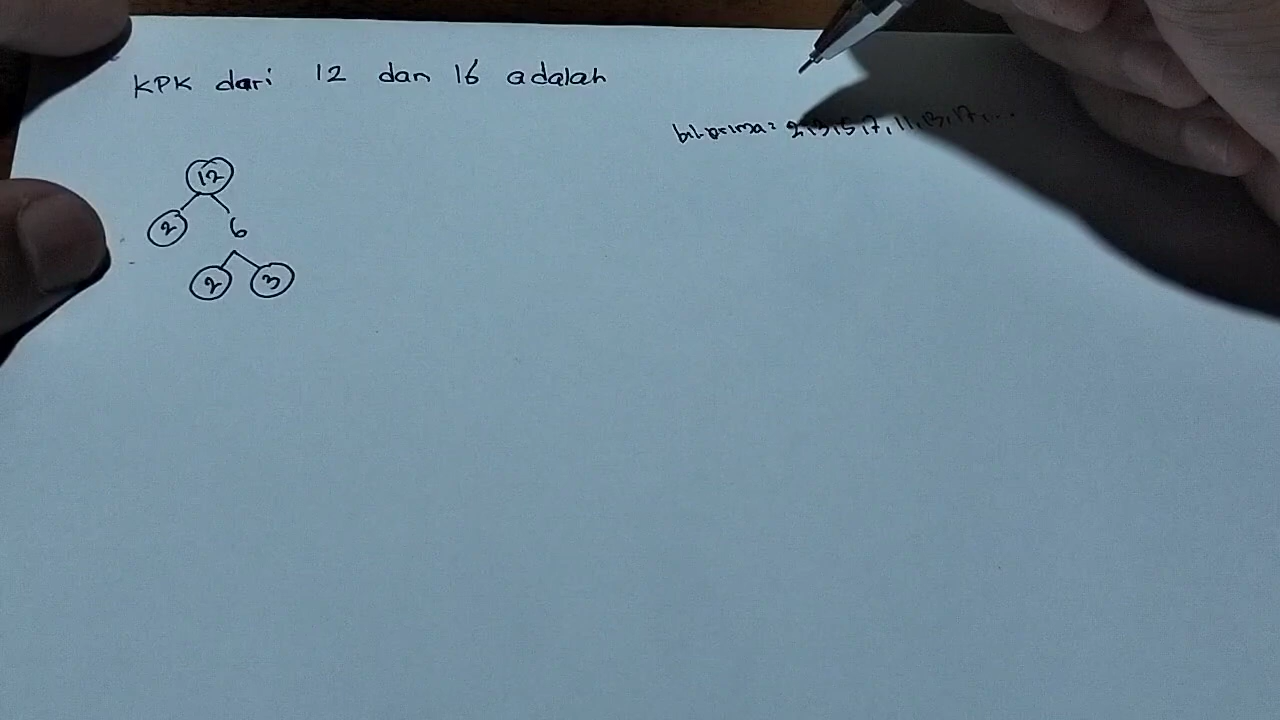 KPK dari 12 dan 16 adalah
bil.prima = 2,3,5,7,11,13,17,...
12
2 6
2 3